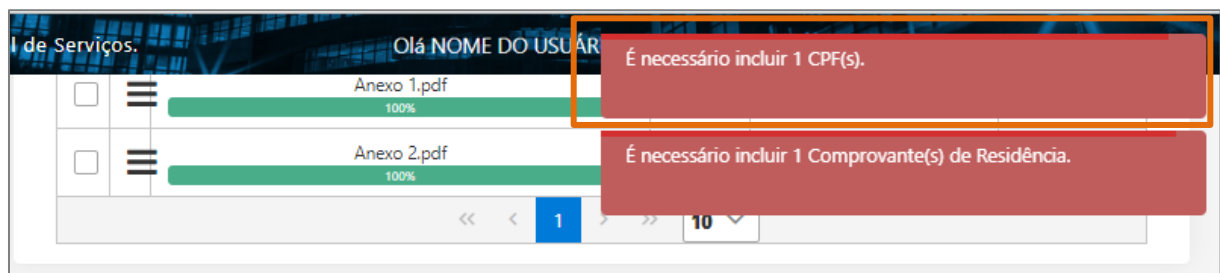 l de Serviços.
Olá NOME DO USUÁR
É necessário incluir 1 CPF(s).
Anexo 1.pdf
100%
Anexo 2.pdf
100%
É necessário incluir 1 Comprovante(s) de Residência.
<< < 1 > >> 10